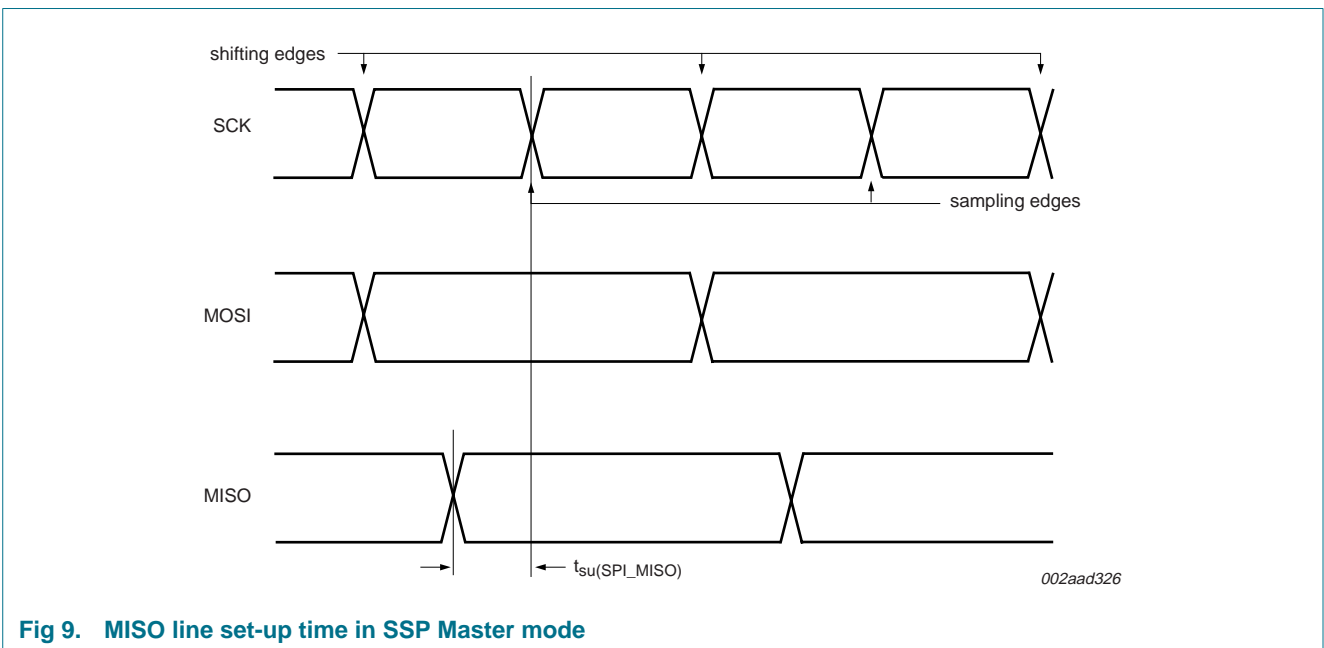 shifting edges
SCK
sampling edges
MOSI
MISO
tsu(SPI_MISO)
002aad326
Fig 9. MISO line set-up time in SSP Master mode